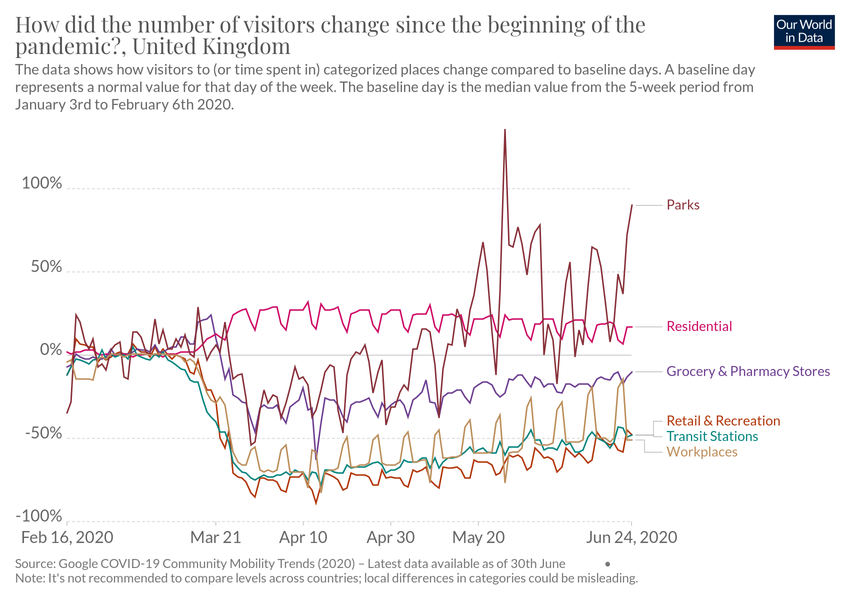 How did the number of visitors change since the beginning of the
pandemic?, United Kingdom
Our World
in Data
The data shows how visitors to (or time spent in) categorized places change compared to baseline days. A baseline day
represents a normal value for that day of the week. The baseline day is the median value from the 5-week period from
January 3rd to February 6th 2020.
100%
Parks
50%
Residential
0%
Grocery & Pharmacy Stores
Retail & Recreation
-50%
Transit Stations
Workplaces
-100%
Feb 16, 2020 Mar 21 Apr 10 Apr 30 May 20 Jun 24, 2020
Source: Google COVID-19 Community Mobility Trends (2020) – Latest data available as of 30th June •
Note: It's not recommended to compare levels across countries; local differences in categories could be misleading.